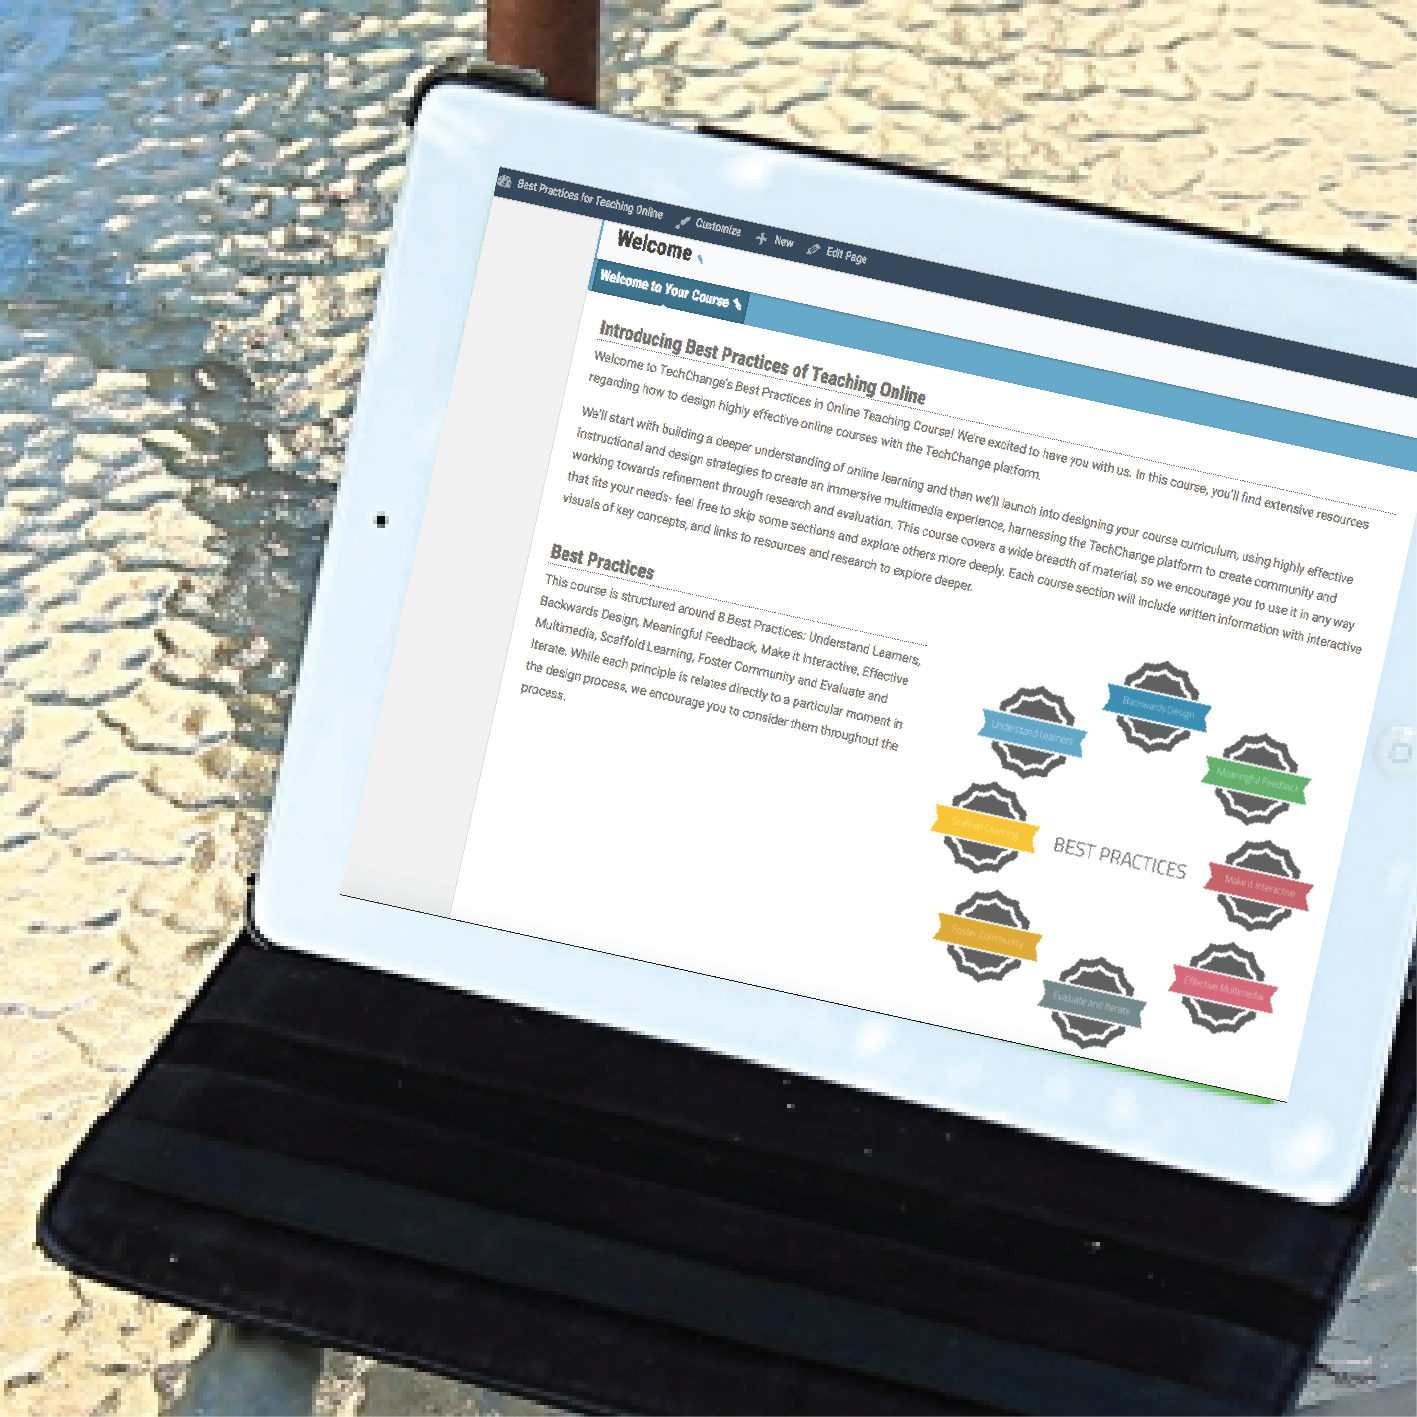 Best Practices for Teaching Online Customize New Edit Page
Welcome
Welcome to Your Course
Introducing Best Practices of Teaching Online
Welcome to TechChange's Best Practices in Online Teaching Course! We're excited to have you with us. In this course, you'll find extensive resources
regarding how to design highly effective online courses with the TechChange platform.
We'll start with building a deeper understanding of online learning and then we'll launch into designing your course curriculum, using highly effective
instructional and design strategies to create an immersive multimedia experience, harnessing the TechChange platform to create community and
working towards refinement through research and evaluation. This course covers a wide breadth of material, so we encourage you to use it in any way
that fits your needs- feel free to skip some sections and explore others more deeply. Each course section will include written information with interactive
visuals of key concepts, and links to resources and research to explore deeper.
Best Practices
This course is structured around 8 Best Practices: Understand Learners,
Backwards Design, Meaningful Feedback, Make it Interactive, Effective
Multimedia, Scaffold Learning, Foster Community and Evaluate and
Iterate. While each principle is relates directly to a particular moment in
the design process, we encourage you to consider them throughout the
process.
Backwards Design
Understand Learners
Meaningful Feedback
Scaffold Learning
BEST PRACTICES
Make it Interactive
Foster Community
Effective Multimedia
Evaluate and Iterate